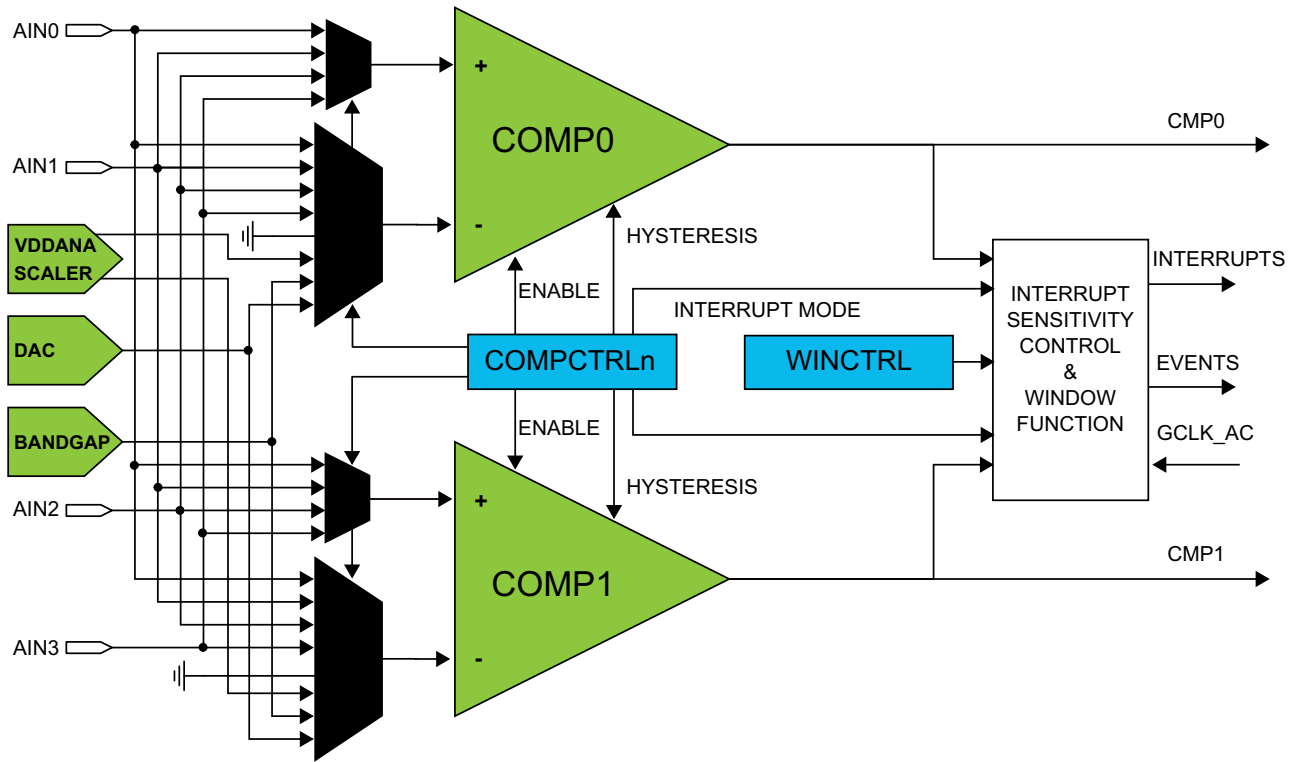 AIN0
+
CMP0
COMP0
AIN1
-
VDDANA
SCALER
HYSTERESIS
INTERRUPTS
ENABLE
INTERRUPT MODE
INTERRUPT
SENSITIVITY
CONTROL
&
WINDOW
FUNCTION
DAC
COMPCTRLn
WINCTRL
EVENTS
BANDGAP
ENABLE
GCLK_AC
HYSTERESIS
AIN2
+
CMP1
COMP1
AIN3
-